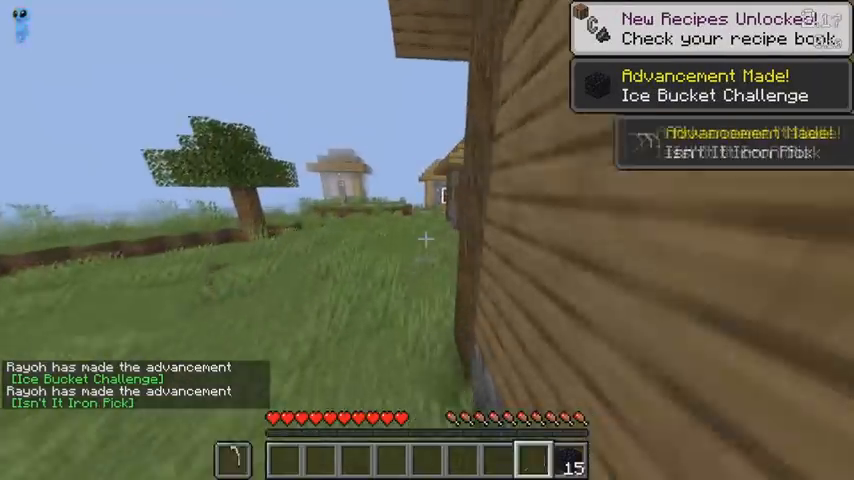 New Recipes Unlocked!
Check your recipe book
Advancement Made!
Ice Bucket Challenge
Advancement Made!
Isn't It Iron Pick
Rayoh has made the advancement
[Ice Bucket Challenge]
Rayoh has made the advancement
[Isn't It Iron Pick]
15